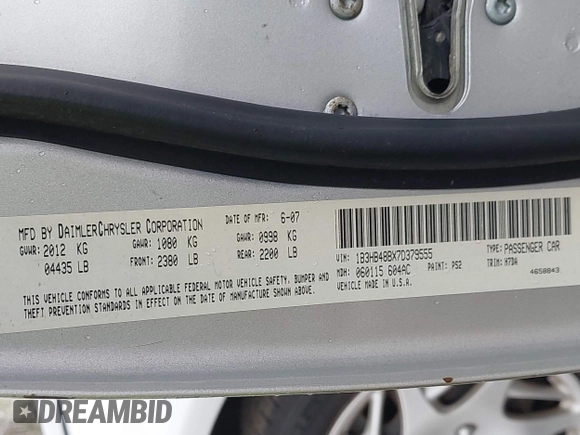 MFD BY DAIMLERCHRYSLER CORPORATION DATE OF MFR: 6-07
GVWR: 2012 KG GAWR: 1080 KG GAWR: 0998 KG
04435 LB FRONT: 2380 LB REAR: 2200 LB
THIS VEHICLE CONFORMS TO ALL APPLICABLE FEDERAL MOTOR VEHICLE SAFETY, BUMPER AND
THEFT PREVENTION STANDARDS IN EFFECT ON THE DATE OF MANUFACTURE SHOWN ABOVE.
VIN: 1B3HB48BX7D379555 TYPE: PASSENGER CAR
MDH: 060115 604AC PAINT: PS2 TRIM: H7DA
VEHICLE MADE IN U.S.A. 4658843
DREAMBID